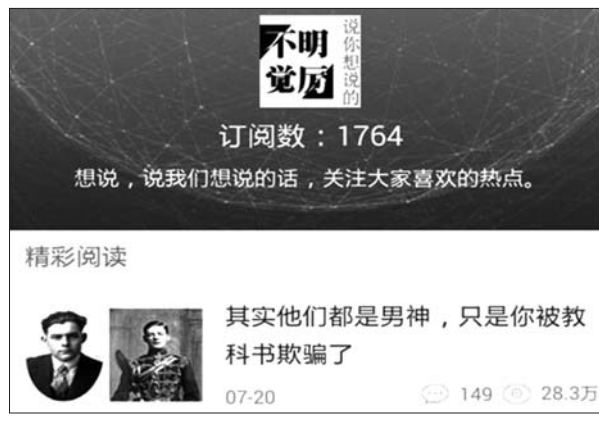 不明
觉厉
说你想说的
订阅数：1764
想说，说我们想说的话，关注大家喜欢的热点。
精彩阅读
其实他们都是男神，只是你被教
科书欺骗了
07-20 149 28.3万